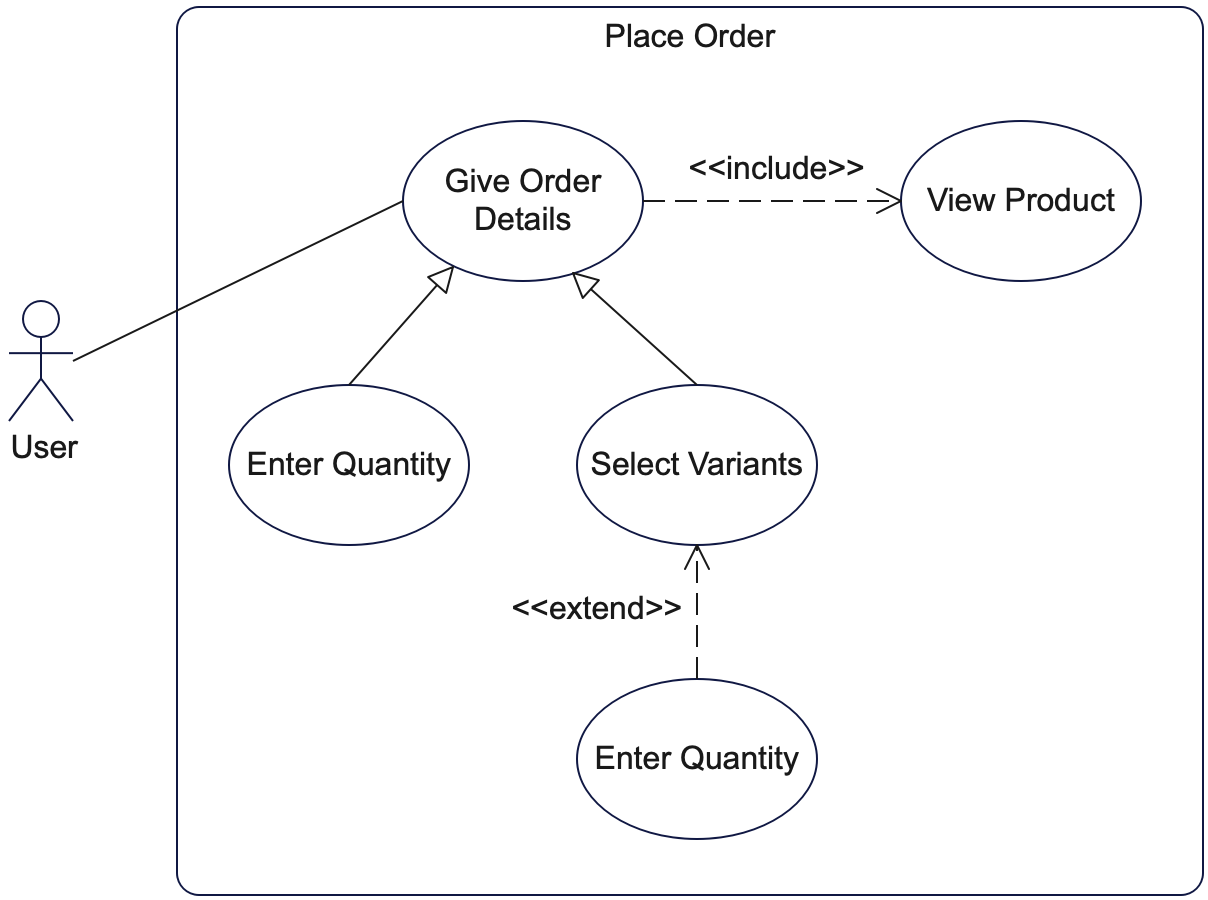 Place Order
Give Order
Details
<<include>>
View Product
User
Enter Quantity
Select Variants
<<extend>>
Enter Quantity